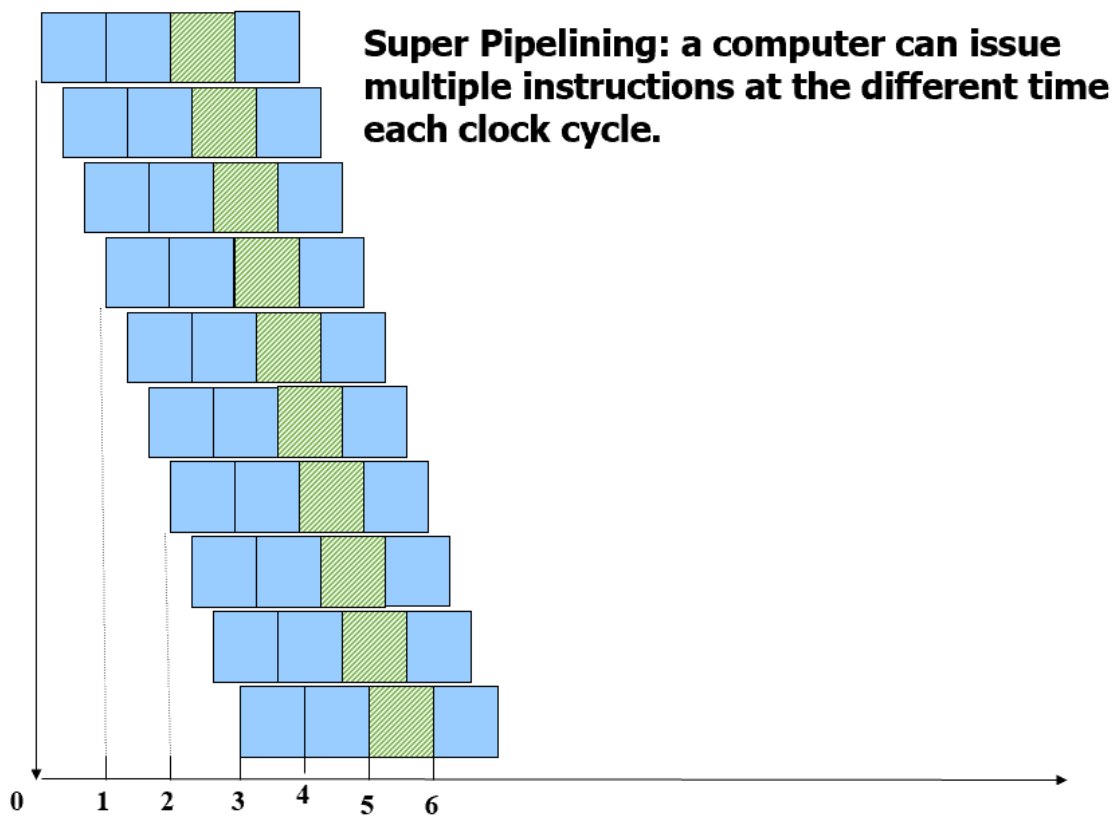 Super Pipelining: a computer can issue
multiple instructions at the different time
each clock cycle.
0 1 2 3 4 5 6